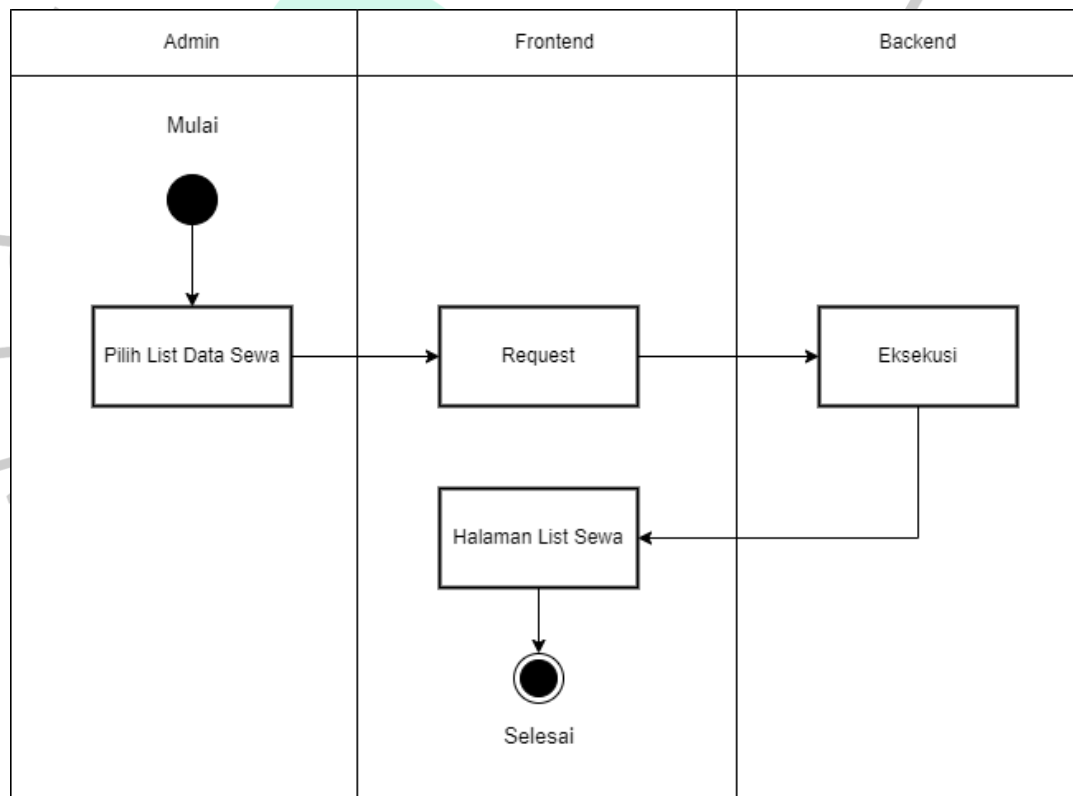 Admin
Frontend
Backend
Mulai
Pilih List Data Sewa
Request
Eksekusi
Halaman List Sewa
Selesai